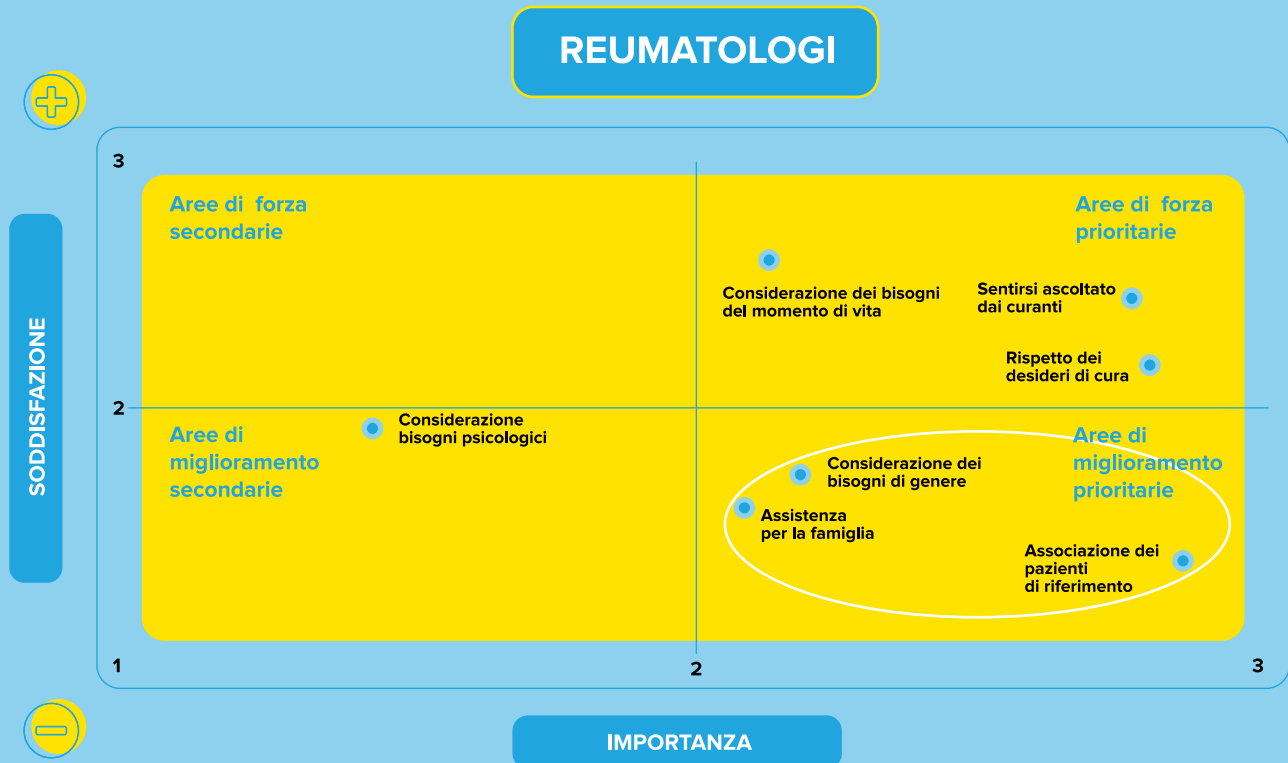 REUMATOLOGI
3
Aree di forza
secondarie
Aree di forza
prioritarie
Considerazione dei bisogni
del momento di vita
Sentirsi ascoltato
dai curanti
Rispetto dei
desideri di cura
SODDISFAZIONE
2
Considerazione
bisogni psicologici
Aree di
miglioramento
secondarie
Aree di
miglioramento
prioritarie
Considerazione dei
bisogni di genere
Assistenza
per la famiglia
Associazione dei
pazienti
di riferimento
1
2
3
IMPORTANZA